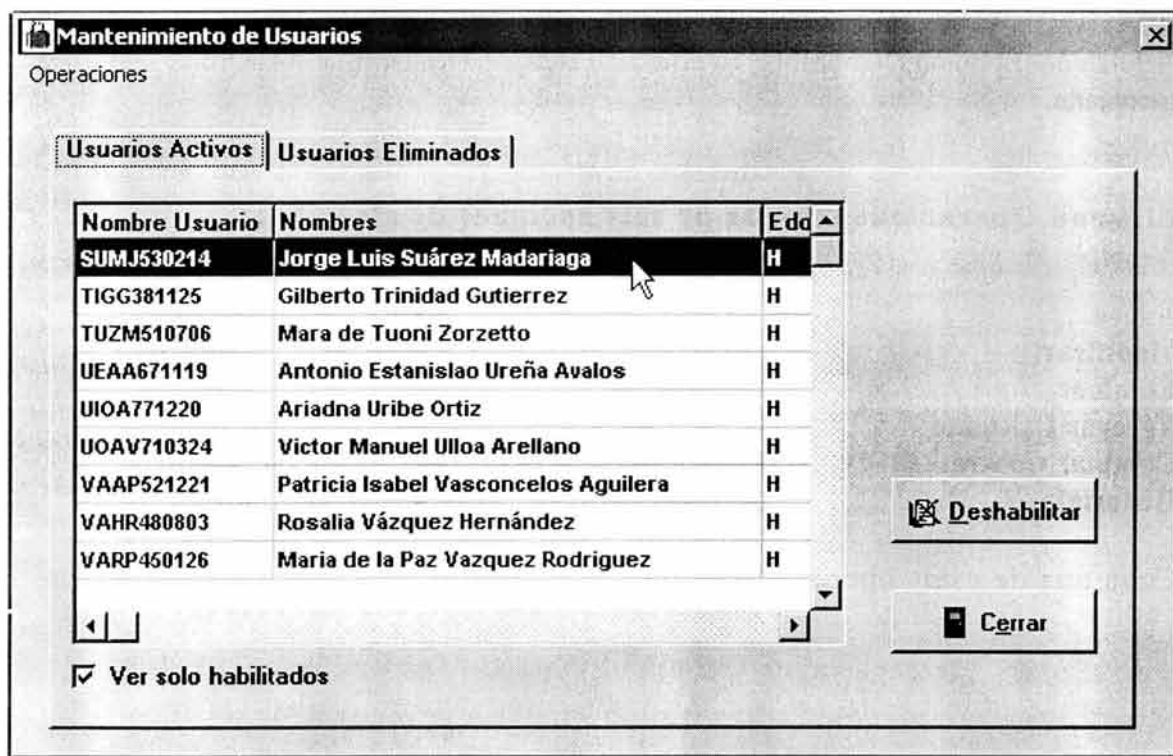 Mantenimiento de Usuarios
Operaciones
Usuarios Activos Usuarios Eliminados
Nombre Usuario Nombres Edo
SUMJ530214 Jorge Luis Suárez Madariaga H
TIGG381125 Gilberto Trinidad Gutierrez H
TUZM510706 Mara de Tuoni Zorzetto H
UEAA671119 Antonio Estanislao Ureña Avalos H
UIOA771220 Ariadna Uribe Ortiz H
UOAV710324 Victor Manuel Ulloa Arellano H
VAAP521221 Patricia Isabel Vasconcelos Aguilera H
VAHR480803 Rosalia Vázquez Hernández H
VARP450126 Maria de la Paz Vazquez Rodriguez H
Deshabilitar
Cerrar
Ver solo habilitados